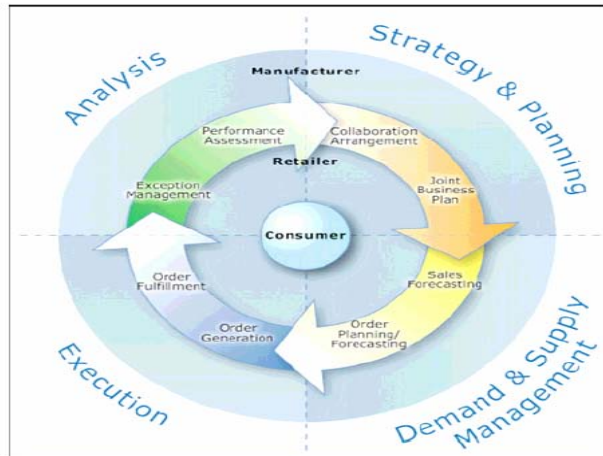 Analysis
Strategy & Planning
Manufacturer
Performance
Assessment
Collaboration
Arrangement
Retailer
Exception
Management
Joint
Business
Plan
Consumer
Order
Fulfillment
Sales
Forecasting
Order
Generation
Order
Planning/
Forecasting
Execution
Demand & Supply
Management